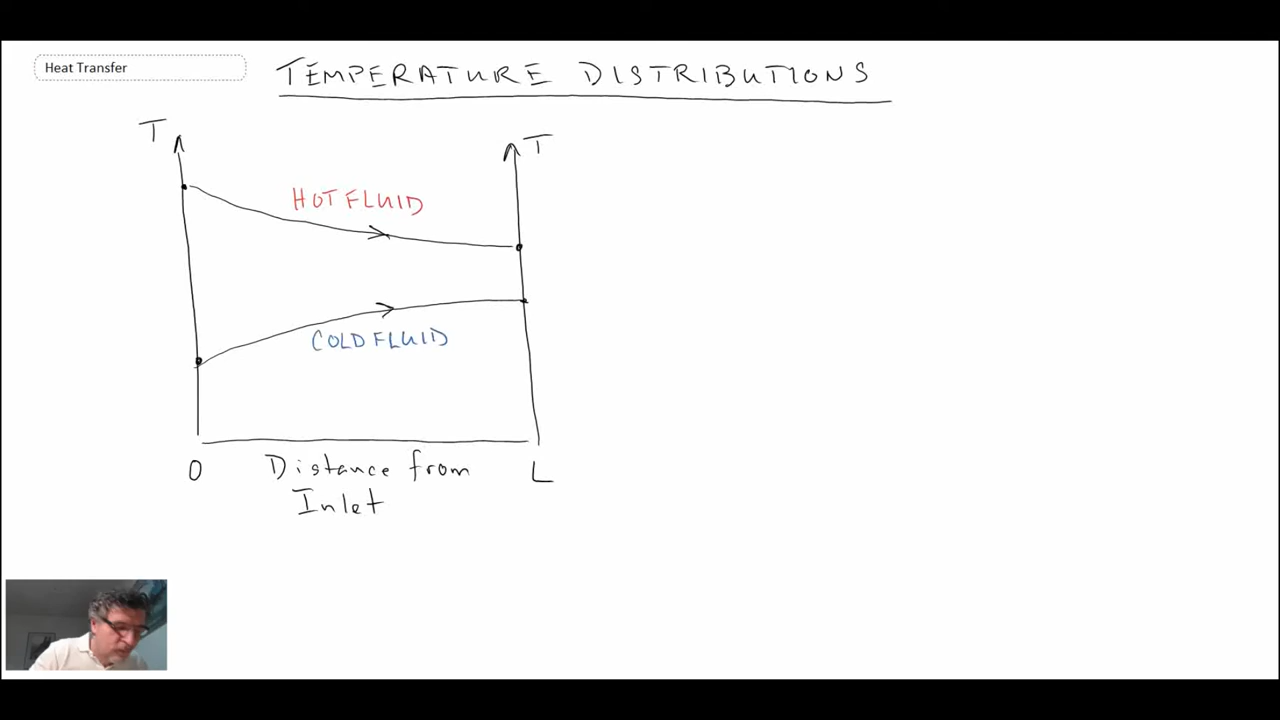 Heat Transfer
TEMPERATURE DISTRIBUTIONS
T
T
HOT FLUID
COLD FLUID
0 Distance from L
Inlet